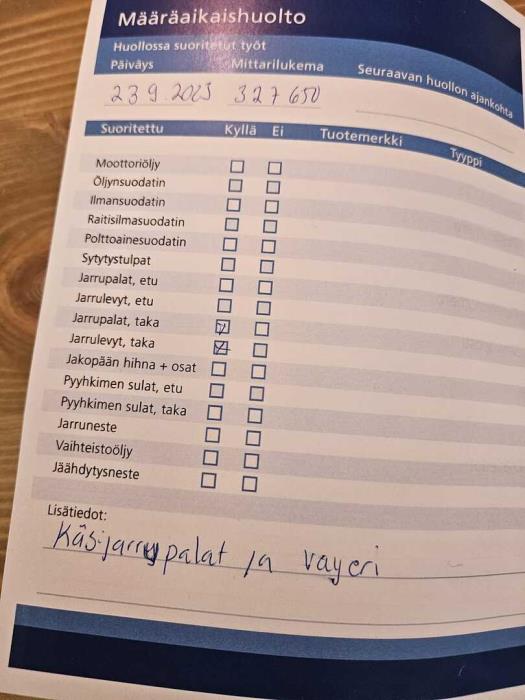 Määräaikaishuolto
Huollossa suoritetut työt
Päiväys Mittarilukema Seuraavan huollon ajankohta
23 9. 2025 327 650
Suoritettu Kyllä Ei Tuotemerkki Tyyppi
Moottoriöljy
Öljynsuodatin
Ilmansuodatin
Raitisilmasuodatin
Polttoainesuodatin
Sytytystulpat
Jarrupalat, etu
Jarrulevyt, etu
Jarrupalat, taka
Jarrulevyt, taka
Jakopään hihna + osat
Pyyhkimen sulat, etu
Pyyhkimen sulat, taka
Jarruneste
Vaihteistoöljy
Jäähdytysneste
Lisätiedot:
Käsijarrupalat ja vayeri